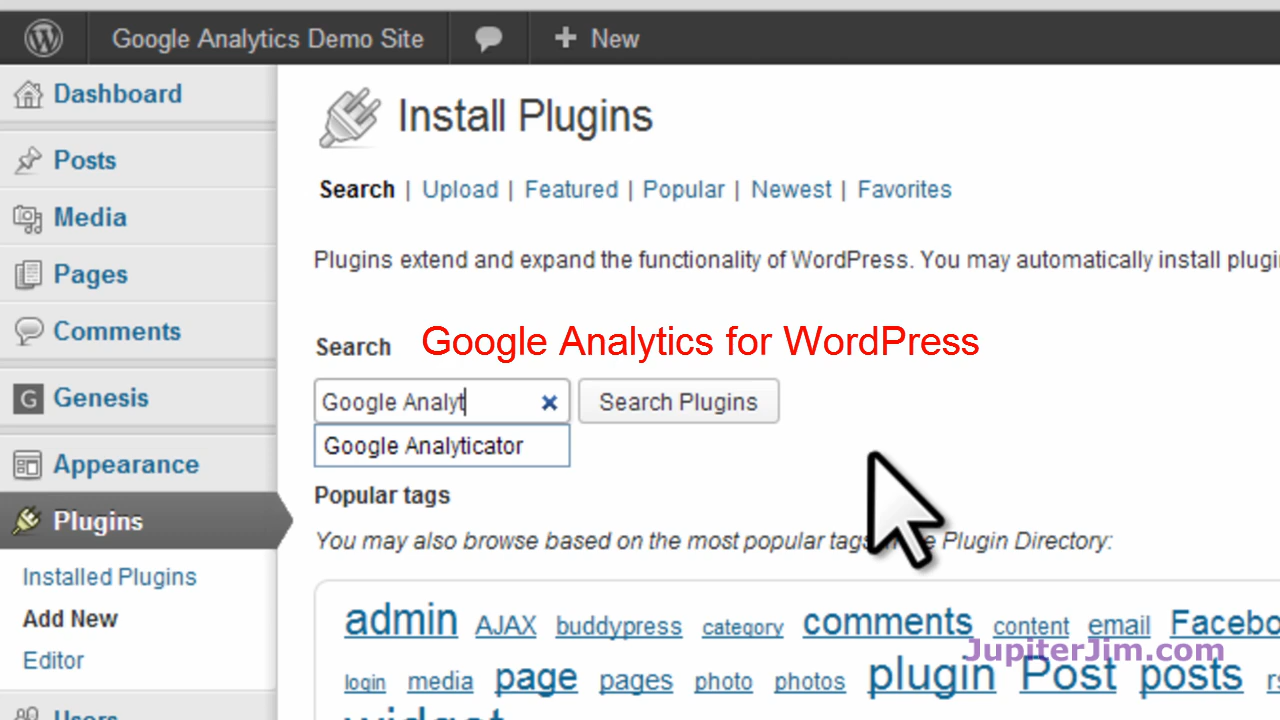 Google Analytics Demo Site
New
Dashboard
Posts
Media
Pages
Comments
G Genesis
Appearance
Plugins
Installed Plugins
Add New
Editor
Users
Install Plugins
Search | Upload | Featured | Popular | Newest | Favorites
Plugins extend and expand the functionality of WordPress. You may automatically install plugi
Search Google Analytics for WordPress
Google Analyt
Search Plugins
Google Analyticator
Popular tags
You may also browse based on the most popular tags Plugin Directory:
admin AJAX buddypress category comments content email Facebo
JupiterJim.com
login media page pages photo photos plugin Post posts
widget